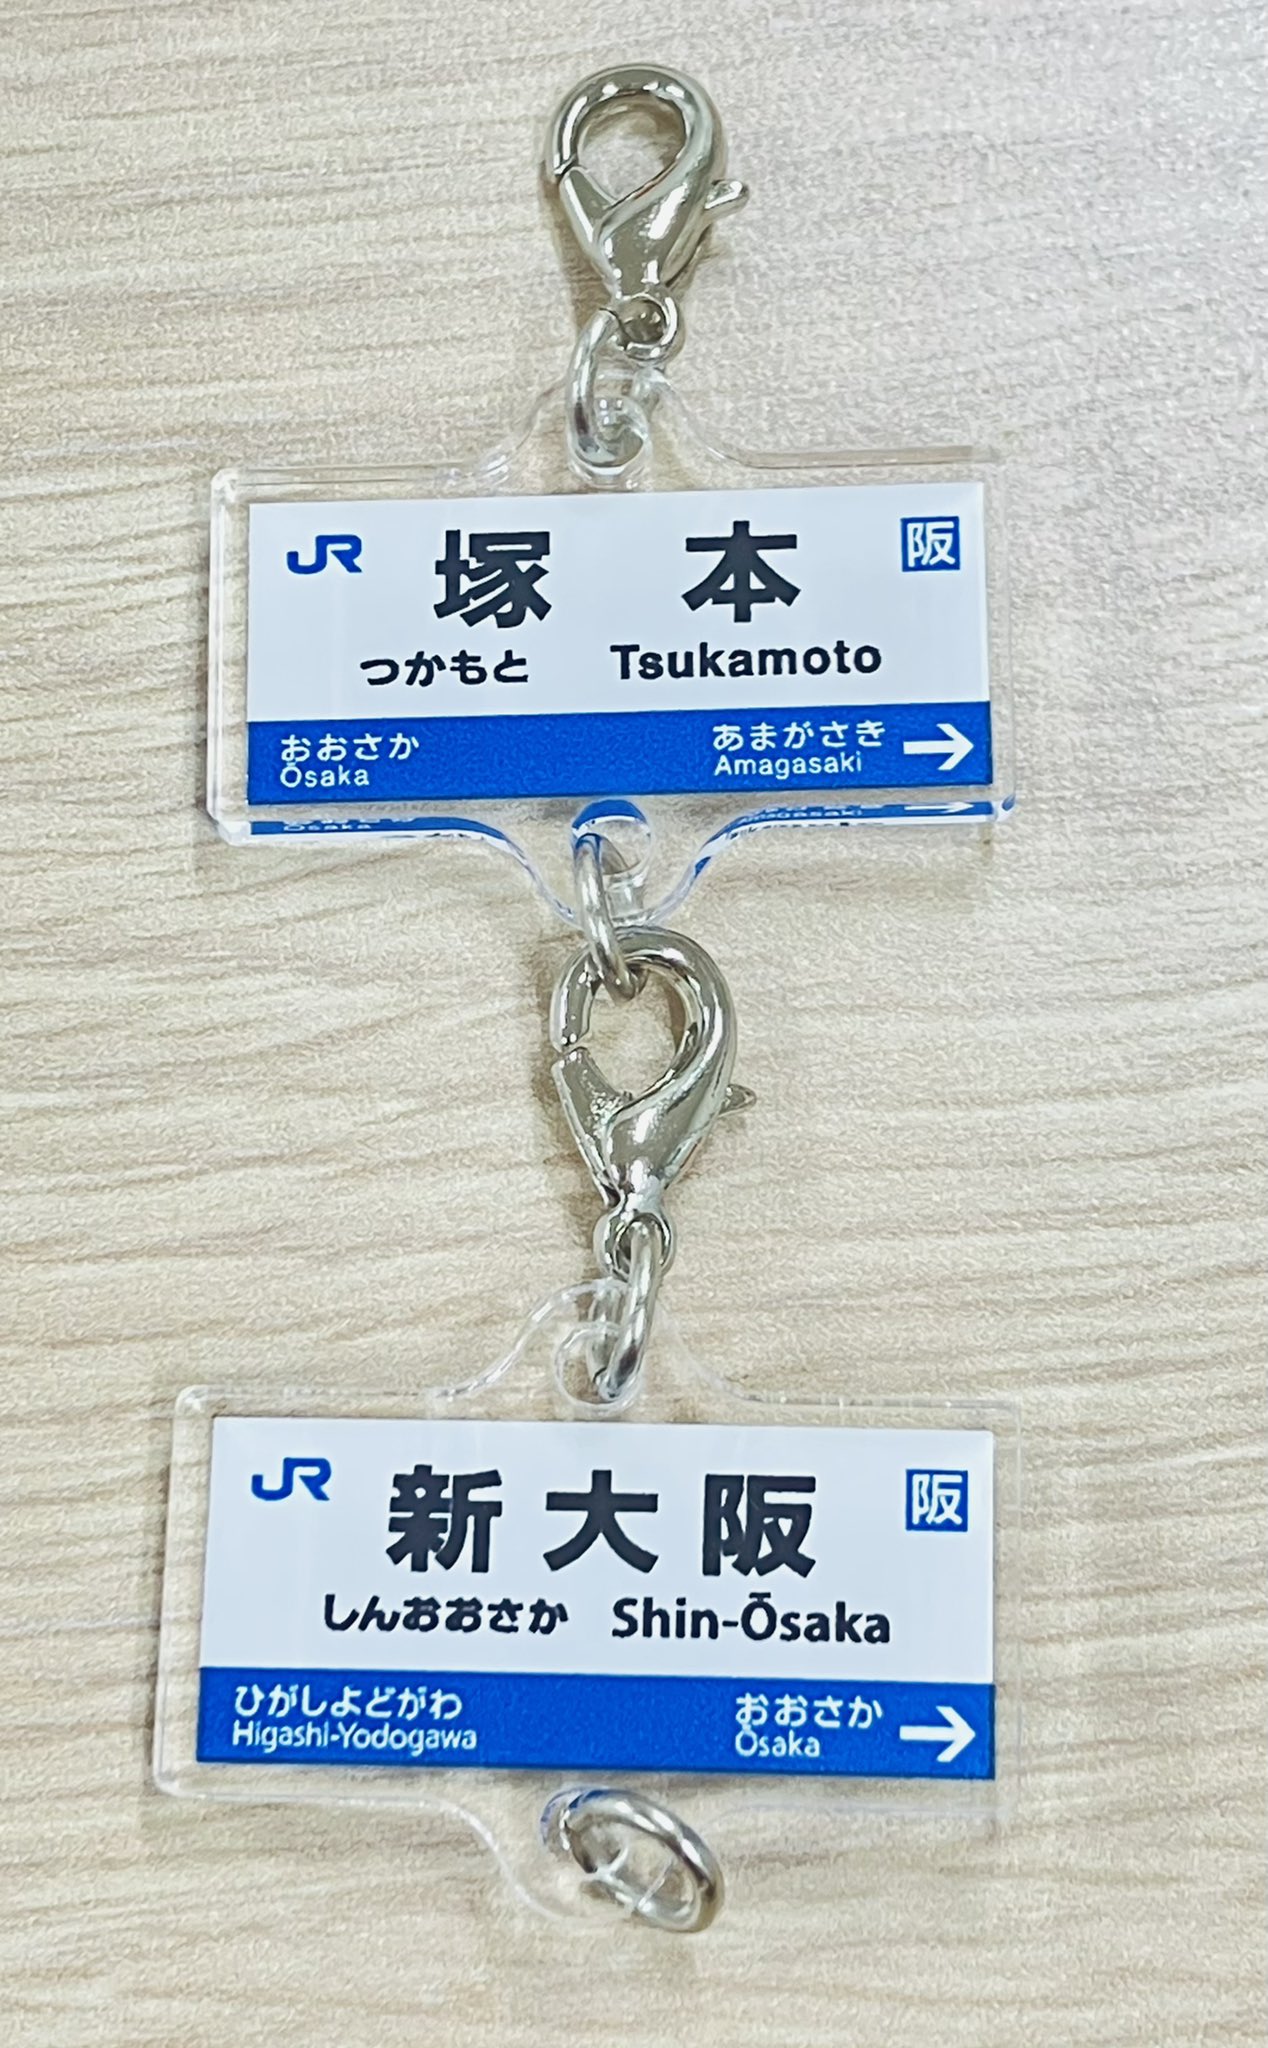 JR 塚本 阪
つかもと Tsukamoto
おおさか あまがさき →
Ōsaka Amagasaki
JR 新大阪 阪
しんおおさか Shin-Ōsaka
ひがしよどがわ おおさか →
Higashi-Yodogawa Ōsaka